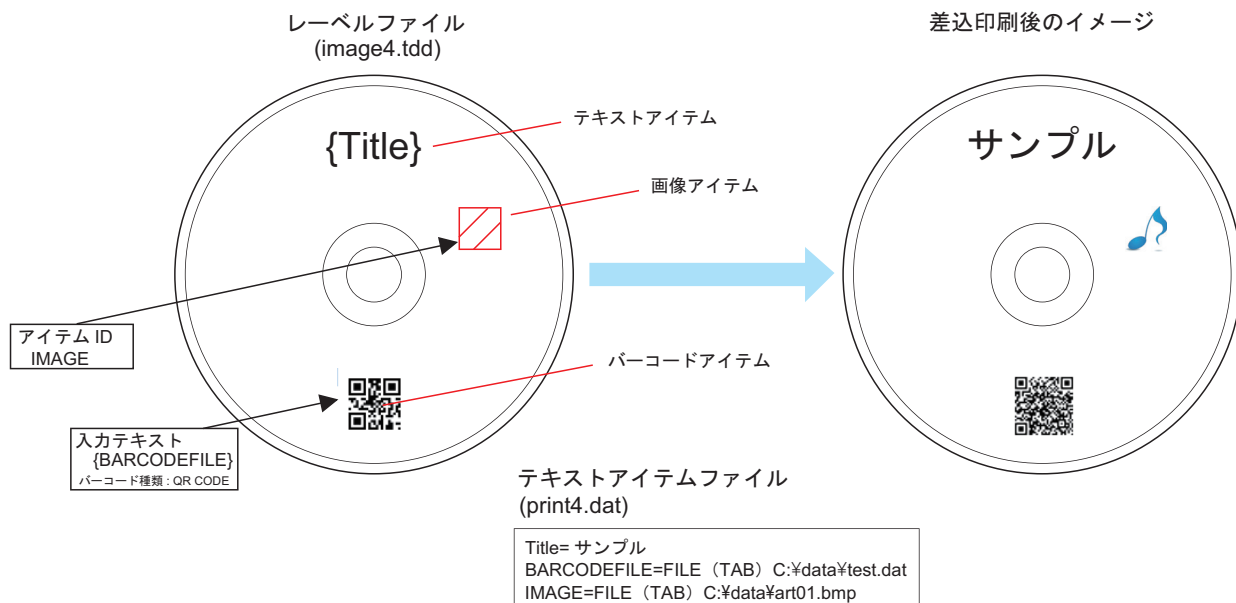 レーベルファイル
(image4.tdd)
差込印刷後のイメージ
{Title}
テキストアイテム
サンプル
画像アイテム
アイテム ID
IMAGE
バーコードアイテム
入力テキスト
{BARCODEFILE}
バーコード種類 : QR CODE
テキストアイテムファイル
(print4.dat)
Title= サンプル
BARCODEFILE=FILE（TAB）C:¥data¥test.dat
IMAGE=FILE（TAB）C:¥data¥art01.bmp